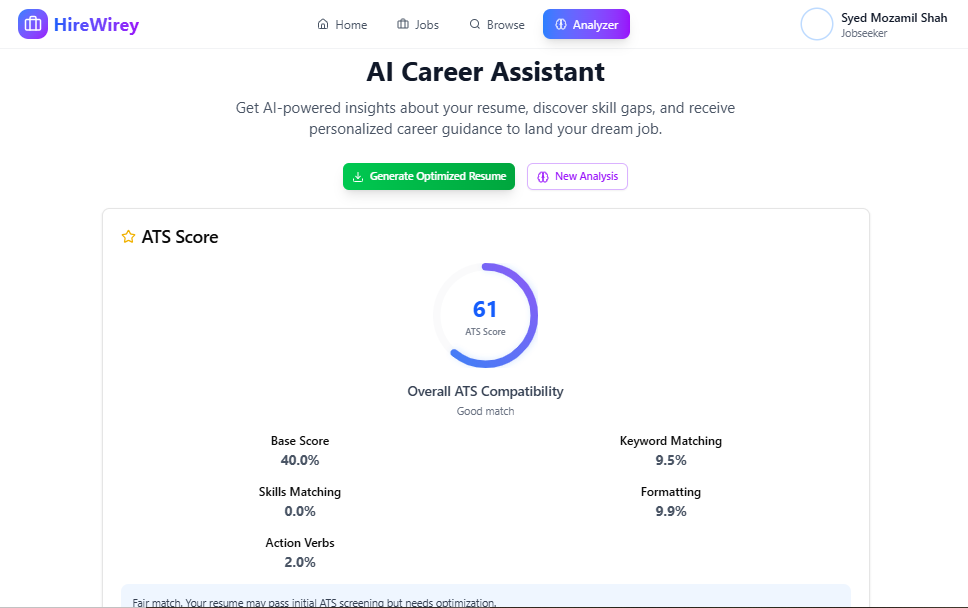 HireWirey
Home
Jobs
Browse
Analyzer
Syed Mozamil Shah
Jobseeker
AI Career Assistant
Get AI-powered insights about your resume, discover skill gaps, and receive
personalized career guidance to land your dream job.
Generate Optimized Resume
New Analysis
ATS Score
61
ATS Score
Overall ATS Compatibility
Good match
Base Score
40.0%
Keyword Matching
9.5%
Skills Matching
0.0%
Formatting
9.9%
Action Verbs
2.0%
Fair match. Your resume may pass initial ATS screening but needs optimization.